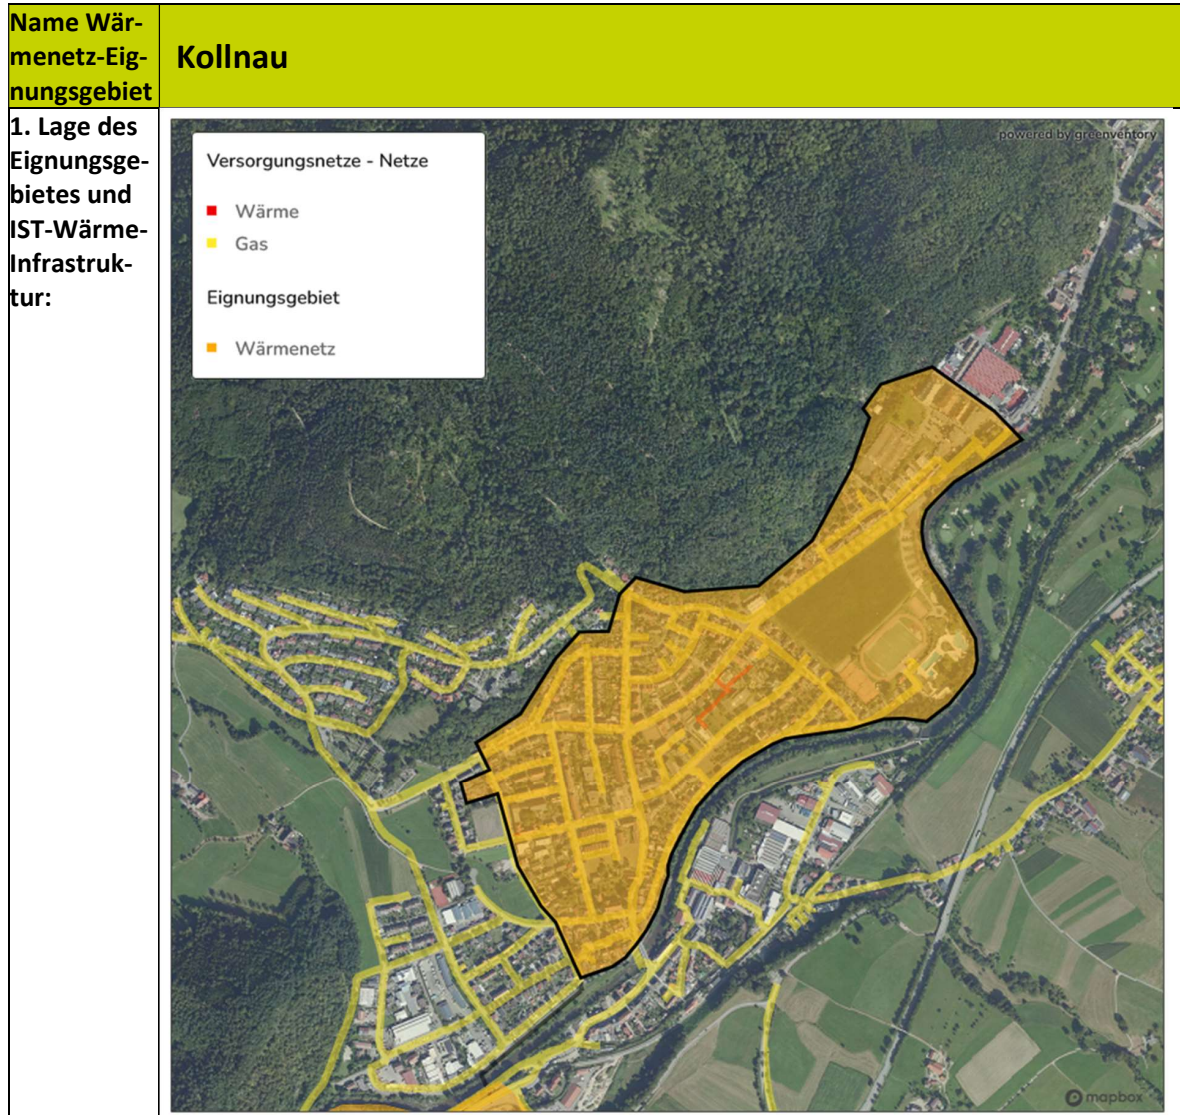 Name Wär-
menetz-Eig-
nungsgebiet
Kollnau
1. Lage des
Eignungsge-
bietes und
IST-Wärme-
Infrastruk-
tur:
powered by greenventory
Versorgungsnetze - Netze
Wärme
Gas
Eignungsgebiet
Wärmenetz
mapbox